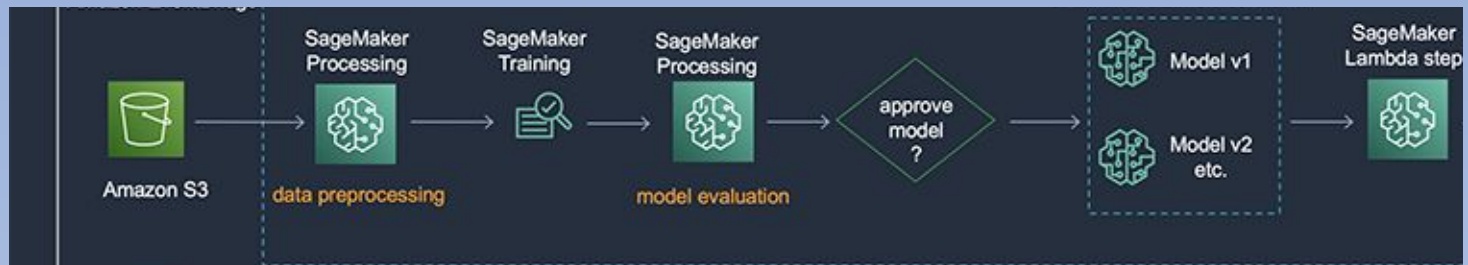 SageMaker
Processing
SageMaker
Training
SageMaker
Processing
SageMaker
Lambda step
Model v1
approve
model
?
Model v2
etc.
Amazon S3
data preprocessing
model evaluation